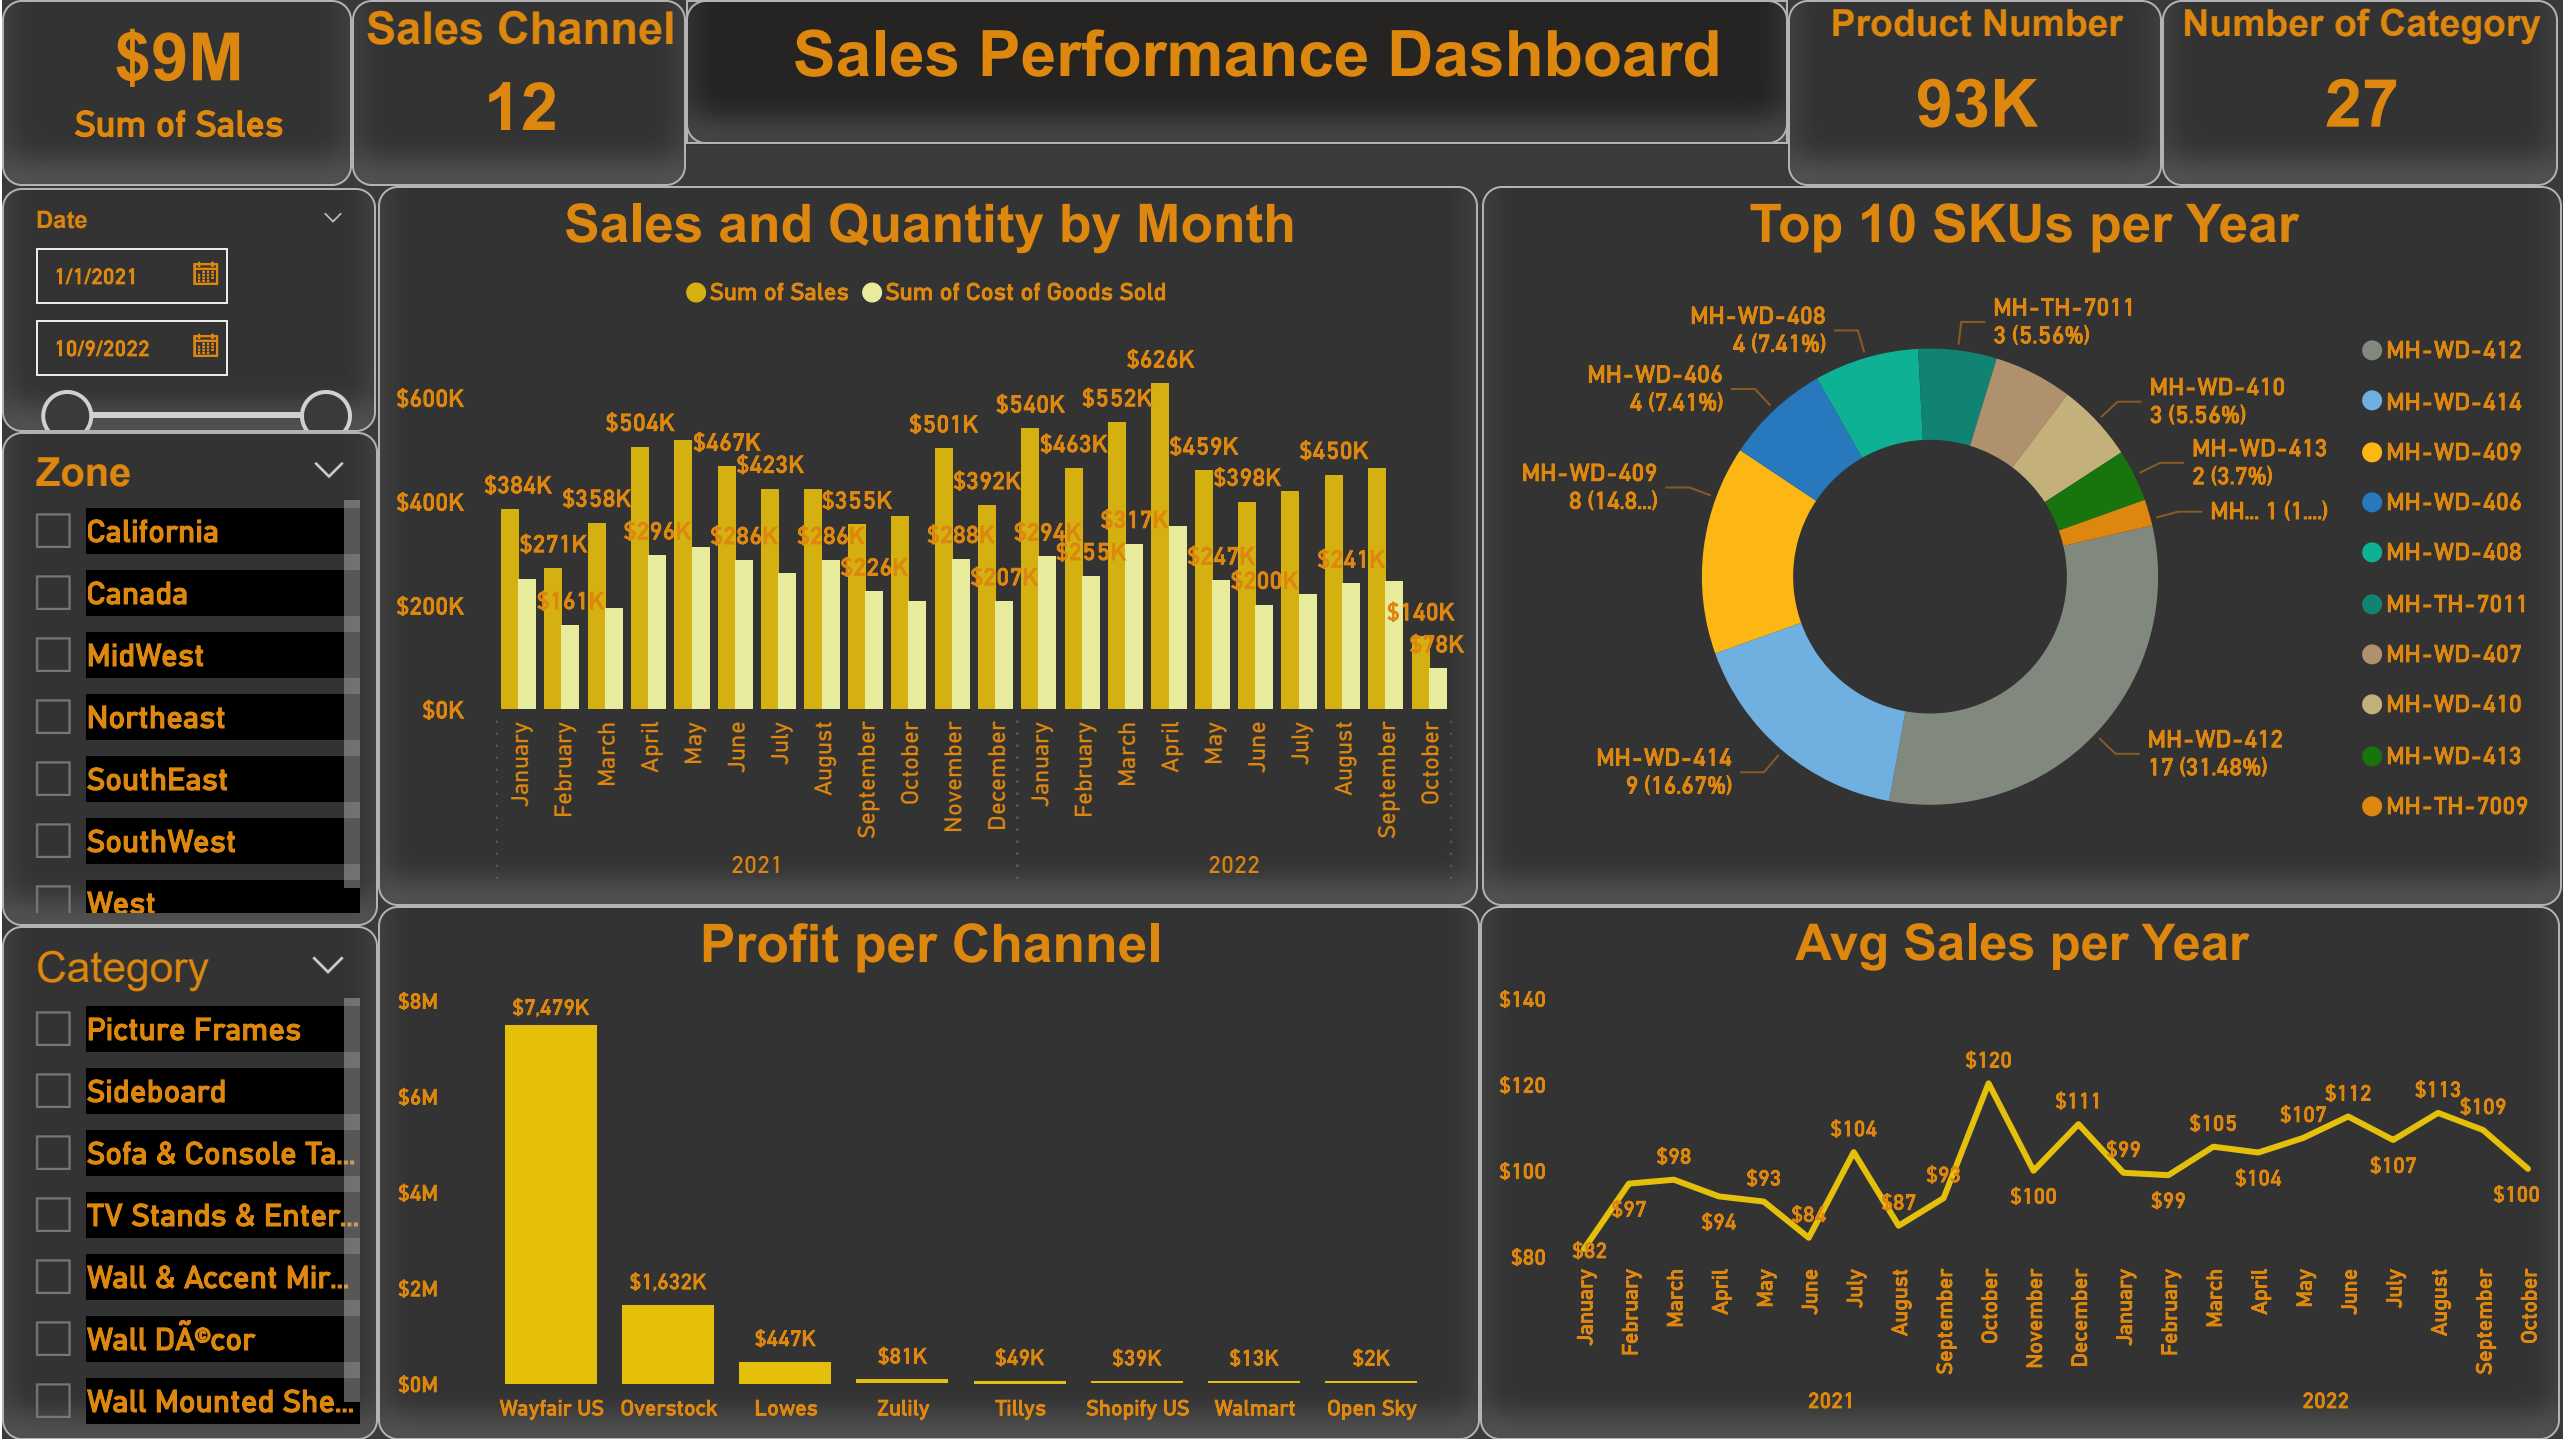 $9M
Sum of Sales
Sales Channel
12
Sales Performance Dashboard
Product Number
93K
Number of Category
27
Date
1/1/2021
10/9/2022
Zone
California
Canada
MidWest
Northeast
SouthEast
SouthWest
West
Category
Picture Frames
Sideboard
Sofa & Console Ta...
TV Stands & Enter...
Wall & Accent Mir...
Wall DÃ©cor
Wall Mounted She...
Sales and Quantity by Month
Sum of Sales
Sum of Cost of Goods Sold
$600K
$400K
$200K
$0K
$384K
$271K
$161K
$358K
$504K
$296K
$467K
$286K
$423K
$286K
$355K
$226K
$501K
$288K
$392K
$207K
$540K
$294K
$463K
$255K
$552K
$317K
$626K
$459K
$247K
$398K
$200K
$450K
$241K
$140K
$78K
January
February
March
April
May
June
July
August
September
October
November
December
January
February
March
April
May
June
July
August
September
October
2021
2022
Top 10 SKUs per Year
MH-WD-408
4 (7.41%)
MH-TH-7011
3 (5.56%)
MH-WD-406
4 (7.41%)
MH-WD-410
3 (5.56%)
MH-WD-413
2 (3.7%)
MH... 1 (1....)
MH-WD-409
8 (14.8...)
MH-WD-414
9 (16.67%)
MH-WD-412
17 (31.48%)
MH-WD-412
MH-WD-414
MH-WD-409
MH-WD-406
MH-WD-408
MH-TH-7011
MH-WD-407
MH-WD-410
MH-WD-413
MH-TH-7009
Profit per Channel
$8M
$6M
$4M
$2M
$0M
$7,479K
$1,632K
$447K
$81K
$49K
$39K
$13K
$2K
Wayfair US
Overstock
Lowes
Zulily
Tillys
Shopify US
Walmart
Open Sky
Avg Sales per Year
$140
$120
$100
$80
$82
$97
$98
$94
$93
$84
$104
$87
$93
$120
$100
$111
$99
$99
$105
$104
$107
$112
$107
$113
$109
$100
January
February
March
April
May
June
July
August
September
October
November
December
January
February
March
April
May
June
July
August
September
October
2021
2022